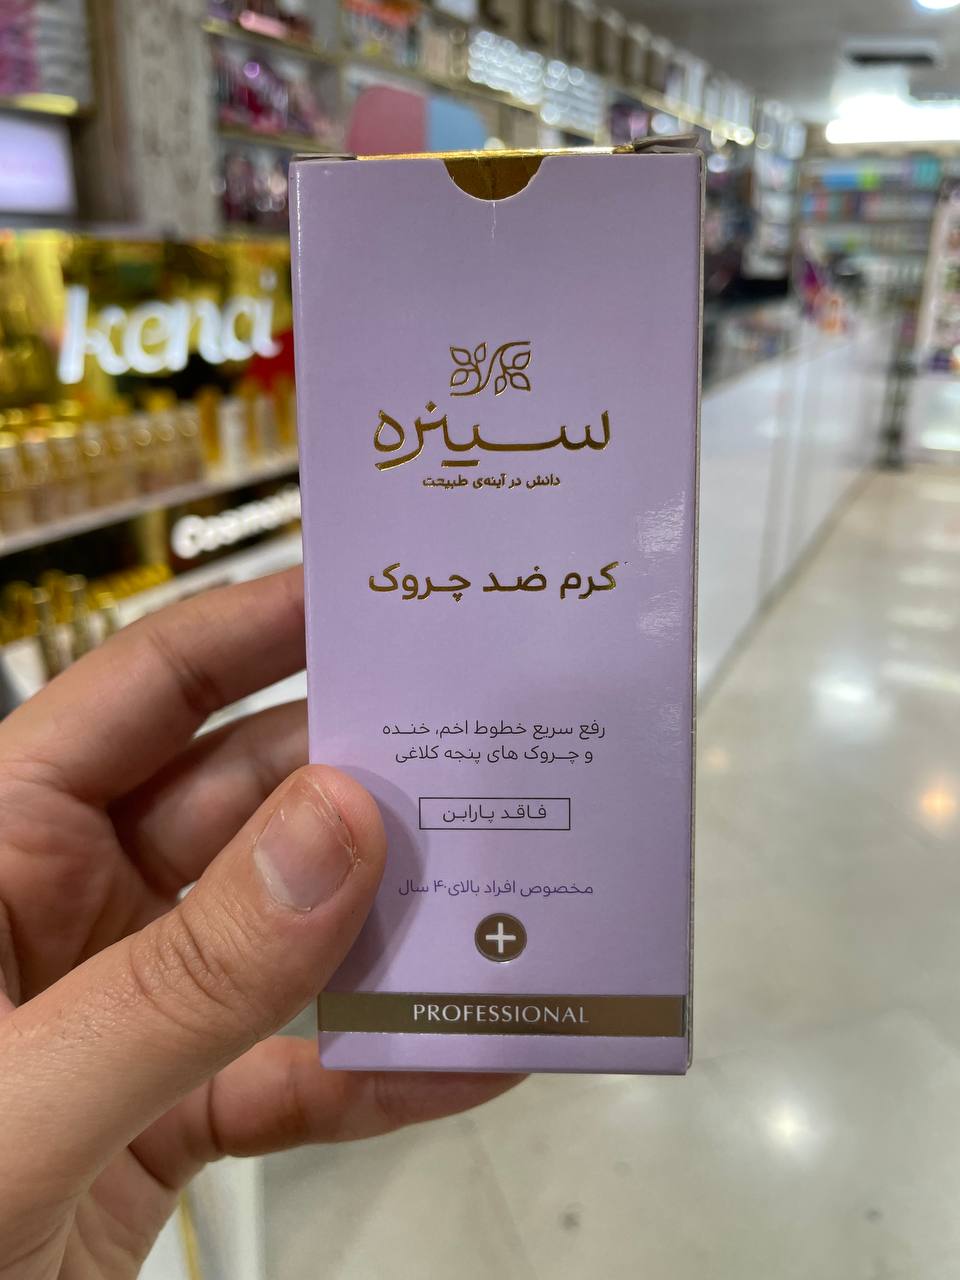 kenai
سینره
دانش در آینه‌ی طبیعت
کرم ضد چروک
رفع سریع خطوط اخم، خنده
و چروک های پنجه کلاغی
فاقد پارابن
مخصوص افراد بالای ۴۰ سال
PROFESSIONAL